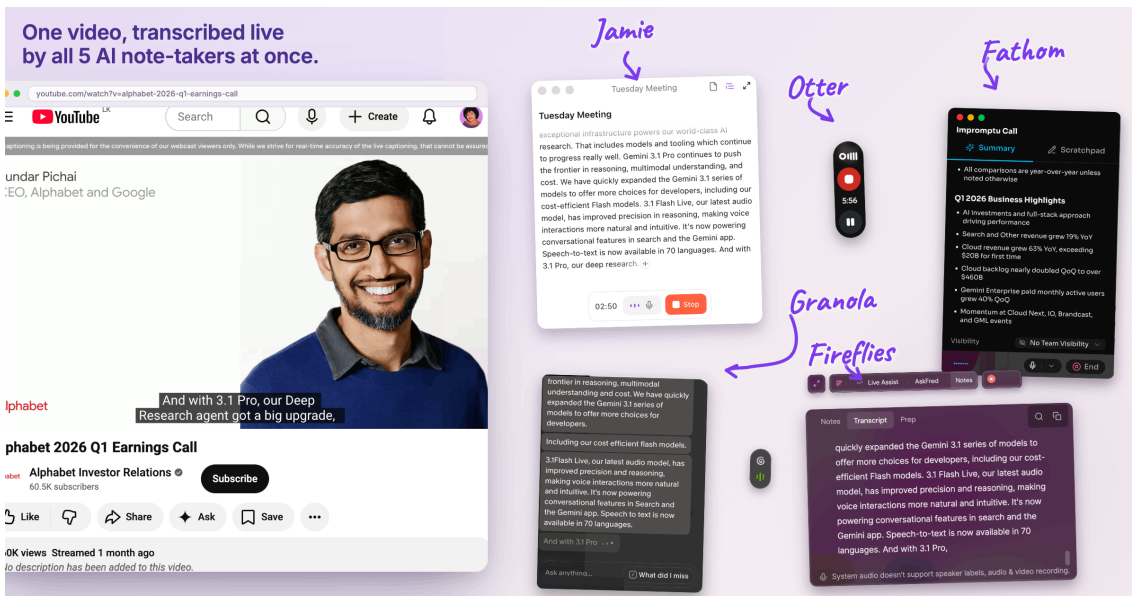 One video, transcribed live
by all 5 AI note-takers at once.
youtube.com/watch?v=alphabet-2026-q1-earnings-call
YouTube LK
Search
Create
captioning is being provided for the convenience of our webcast viewers only. While we strive for real-time accuracy of the live captioning, that cannot be assured
undar Pichai
CEO, Alphabet and Google
lphabet
And with 3.1 Pro, our Deep
Research agent got a big upgrade,
phabet 2026 Q1 Earnings Call
Alphabet Investor Relations
60.5K subscribers
Subscribe
Like
Share
Ask
Save
0K views Streamed 1 month ago
No description has been added to this video.
Jamie
Tuesday Meeting
Tuesday Meeting
exceptional infrastructure powers our world-class AI
research. That includes models and tooling which continue
to progress really well. Gemini 3.1 Pro continues to push
the frontier in reasoning, multimodal understanding, and
cost. We have quickly expanded the Gemini 3.1 series of
models to offer more choices for developers, including our
cost-efficient Flash models. 3.1 Flash Live, our latest audio
model, has improved precision in reasoning, making voice
interactions more natural and intuitive. It's now powering
conversational features in search and the Gemini app.
Speech-to-text is now available in 70 languages. And with
3.1 Pro, our deep research.
02:50
Stop
Otter
5:56
Fathom
Impromptu Call
Summary
Scratchpad
• All comparisons are year-over-year unless
noted otherwise
Q1 2026 Business Highlights
• AI investments and full-stack approach
driving performance
• Search and Other revenue grew 19% YoY
• Cloud revenue grew 63% YoY, exceeding
$20B for first time
• Cloud backlog nearly doubled QoQ to over
$460B
• Gemini Enterprise paid monthly active users
grew 40% QoQ
• Momentum at Cloud Next, IO, Brandcast,
and GML events
Visibility
No Team Visibility
End
Granola
frontier in reasoning, multimodal
understanding and cost. We have quickly
expanded the Gemini 3.1 series of
models to offer more choices for
developers.
Including our cost efficient flash models.
3.1Flash Live, our latest audio model, has
improved precision and reasoning,
making voice interactions more natural
and intuitive. It's now powering
conversational features in Search and
the Gemini app. Speech to text is now
available in 70 languages.
And with 3.1 Pro
Ask anything...
What did I miss
Fireflies
Live Assist
AskFred
Notes
Notes
Transcript
Prep
quickly expanded the Gemini 3.1 series of models to
offer more choices for developers, including our cost-
efficient Flash models. 3.1 Flash Live, our latest audio
model, has improved precision and reasoning, making
voice interactions more natural and intuitive. It's now
powering conversational features in search and the
Gemini app. Speech-to-text is now available in 70
languages. And with 3.1 Pro,
System audio doesn't support speaker labels, audio & video recording.